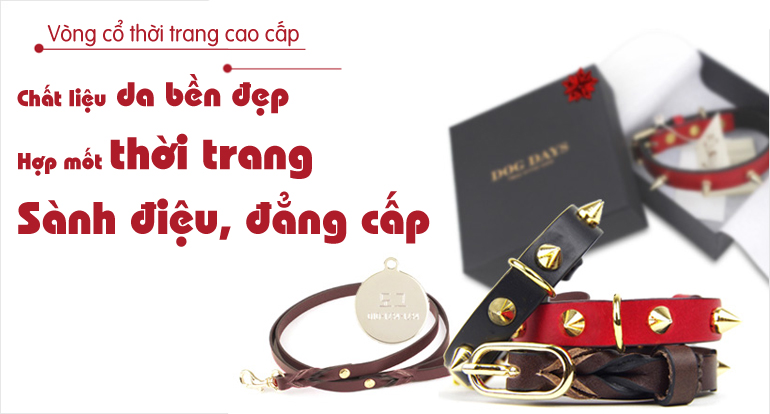 Vòng cổ thời trang cao cấp
Chất liệu da bền đẹp
Hợp mốt thời trang
Sành điệu, đẳng cấp
DOG DAYS